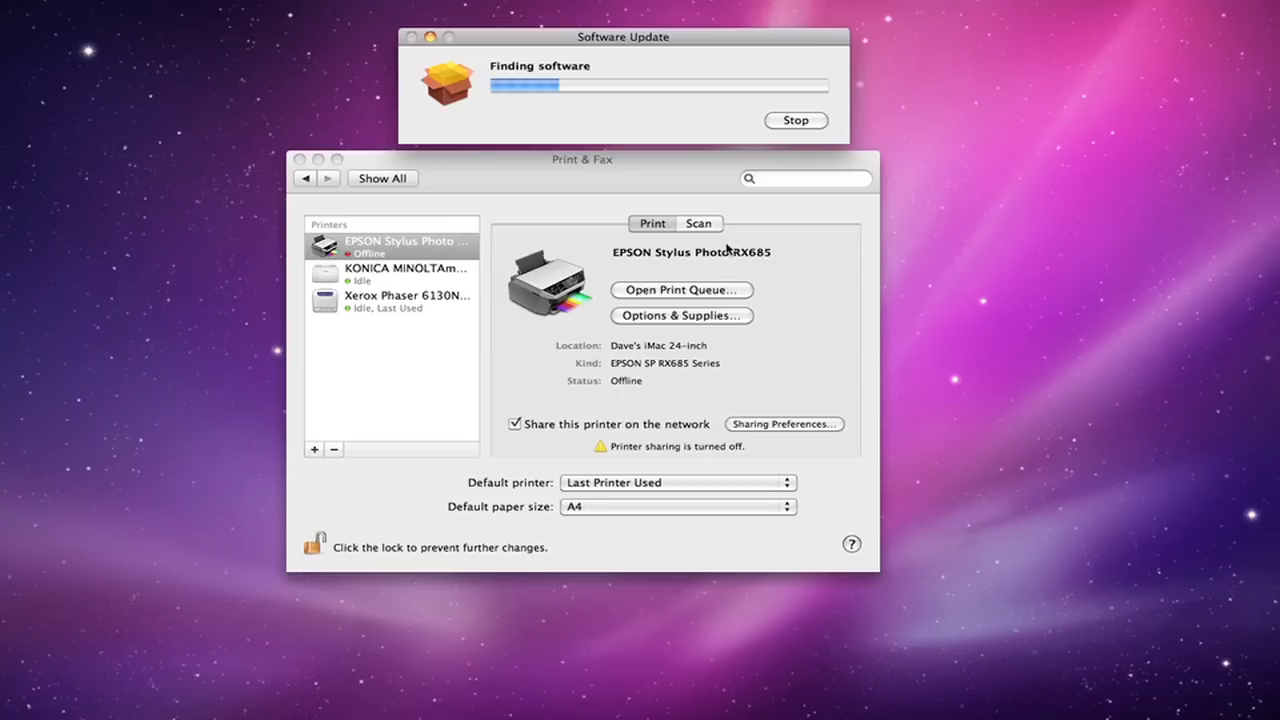 Software Update
Finding software
Stop
Print & Fax
Show All
Printers
EPSON Stylus Photo ...
Offline
KONICA MINOLTAm...
Idle
Xerox Phaser 6130N...
Idle, Last Used
Print Scan
EPSON Stylus Photo RX685
Open Print Queue...
Options & Supplies...
Location: Dave's iMac 24-inch
Kind: EPSON SP RX685 Series
Status: Offline
Share this printer on the network
Sharing Preferences...
Printer sharing is turned off.
Default printer: Last Printer Used
Default paper size: A4
Click the lock to prevent further changes.
?